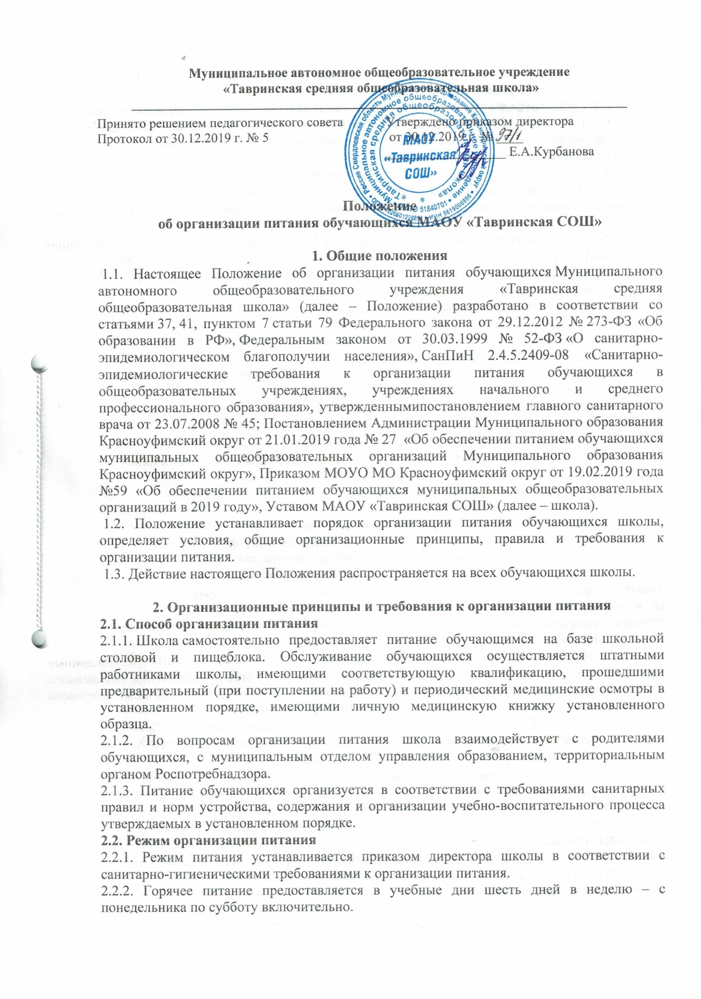 Муниципальное автономное общеобразовательное учреждение
«Тавринская средняя общеобразовательная школа»
Принято решением педагогического совета Утверждено приказом директора
Протокол от 30.12.2019 г. № 5 от 30.12.2019 г. № 97/1
Е.А.Курбанова
МАОУ
«Тавринская
СОШ»
Россия Свердловская область Муниципальное образование Красноуфимский округ
Муниципальное автономное общеобразовательное учреждение
«Тавринская средняя общеобразовательная школа»
51840701
ИНН 6619006986
Положение
об организации питания обучающихся МАОУ «Тавринская СОШ»
1. Общие положения
1.1. Настоящее Положение об организации питания обучающихся Муниципального
автономного общеобразовательного учреждения «Тавринская средняя
общеобразовательная школа» (далее – Положение) разработано в соответствии со
статьями 37, 41, пунктом 7 статьи 79 Федерального закона от 29.12.2012 № 273-ФЗ «Об
образовании в РФ», Федеральным законом от 30.03.1999 № 52-ФЗ «О санитарно-
эпидемиологическом благополучии населения», СанПиН 2.4.5.2409-08 «Санитарно-
эпидемиологические требования к организации питания обучающихся в
общеобразовательных учреждениях, учреждениях начального и среднего
профессионального образования», утвержденнымипостановлением главного санитарного
врача от 23.07.2008 № 45; Постановлением Администрации Муниципального образования
Красноуфимский округ от 21.01.2019 года № 27 «Об обеспечении питанием обучающихся
муниципальных общеобразовательных организаций Муниципального образования
Красноуфимский округ», Приказом МОУО МО Красноуфимский округ от 19.02.2019 года
№59 «Об обеспечении питанием обучающихся муниципальных общеобразовательных
организаций в 2019 году», Уставом МАОУ «Тавринская СОШ» (далее – школа).
1.2. Положение устанавливает порядок организации питания обучающихся школы,
определяет условия, общие организационные принципы, правила и требования к
организации питания.
1.3. Действие настоящего Положения распространяется на всех обучающихся школы.
2. Организационные принципы и требования к организации питания
2.1. Способ организации питания
2.1.1. Школа самостоятельно предоставляет питание обучающимся на базе школьной
столовой и пищеблока. Обслуживание обучающихся осуществляется штатными
работниками школы, имеющими соответствующую квалификацию, прошедшими
предварительный (при поступлении на работу) и периодический медицинские осмотры в
установленном порядке, имеющими личную медицинскую книжку установленного
образца.
2.1.2. По вопросам организации питания школа взаимодействует с родителями
обучающихся, с муниципальным отделом управления образованием, территориальным
органом Роспотребнадзора.
2.1.3. Питание обучающихся организуется в соответствии с требованиями санитарных
правил и норм устройства, содержания и организации учебно-воспитательного процесса
утверждаемых в установленном порядке.
2.2. Режим организации питания
2.2.1. Режим питания устанавливается приказом директора школы в соответствии с
санитарно-гигиеническими требованиями к организации питания.
2.2.2. Горячее питание предоставляется в учебные дни шесть дней в неделю – с
понедельника по субботу включительно.